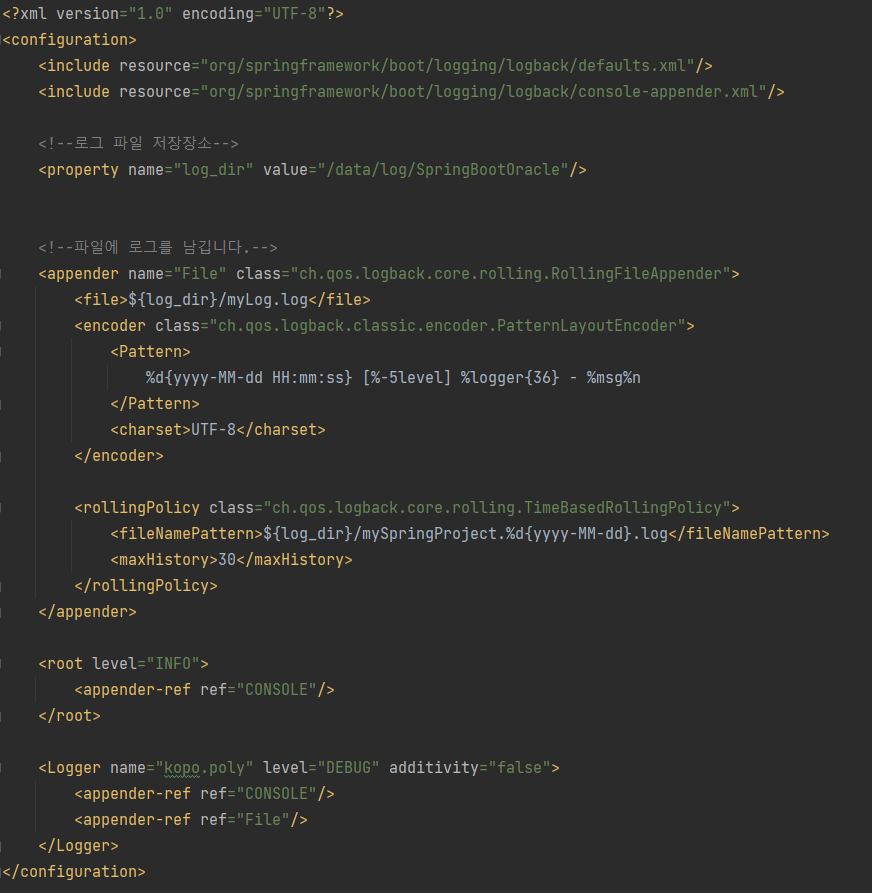 <?xml version="1.0" encoding="UTF-8"?>
<configuration>
    <include resource="org/springframework/boot/logging/logback/defaults.xml"/>
    <include resource="org/springframework/boot/logging/logback/console-appender.xml"/>

    <!--로그 파일 저장장소-->
    <property name="log_dir" value="/data/log/SpringBootOracle"/>


    <!--파일에 로그를 남깁니다.-->
    <appender name="File" class="ch.qos.logback.core.rolling.RollingFileAppender">
        <file>${log_dir}/myLog.log</file>
        <encoder class="ch.qos.logback.classic.encoder.PatternLayoutEncoder">
            <Pattern>
                %d{yyyy-MM-dd HH:mm:ss} [%-5level] %logger{36} - %msg%n
            </Pattern>
            <charset>UTF-8</charset>
        </encoder>

        <rollingPolicy class="ch.qos.logback.core.rolling.TimeBasedRollingPolicy">
            <fileNamePattern>${log_dir}/mySpringProject.%d{yyyy-MM-dd}.log</fileNamePattern>
            <maxHistory>30</maxHistory>
        </rollingPolicy>
    </appender>

    <root level="INFO">
        <appender-ref ref="CONSOLE"/>
    </root>

    <Logger name="kopo.poly" level="DEBUG" additivity="false">
        <appender-ref ref="CONSOLE"/>
        <appender-ref ref="File"/>
    </Logger>
</configuration>